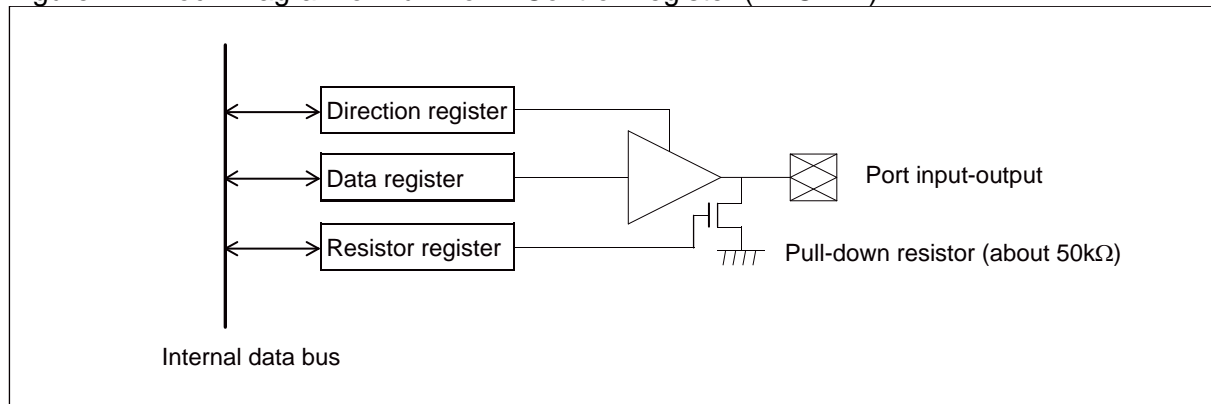 Direction register
Data register
Port input-output
Resistor register
Pull-down resistor (about 50kΩ)
Internal data bus